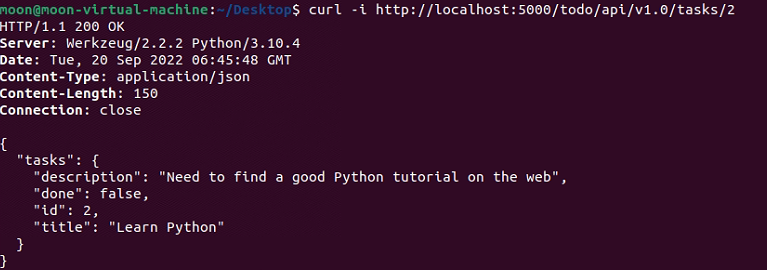 moon@moon-virtual-machine:~/Desktop$ curl -i http://localhost:5000/todo/api/v1.0/tasks/2
HTTP/1.1 200 OK
Server: Werkzeug/2.2.2 Python/3.10.4
Date: Tue, 20 Sep 2022 06:45:48 GMT
Content-Type: application/json
Content-Length: 150
Connection: close

{
  "tasks": {
    "description": "Need to find a good Python tutorial on the web",
    "done": false,
    "id": 2,
    "title": "Learn Python"
  }
}